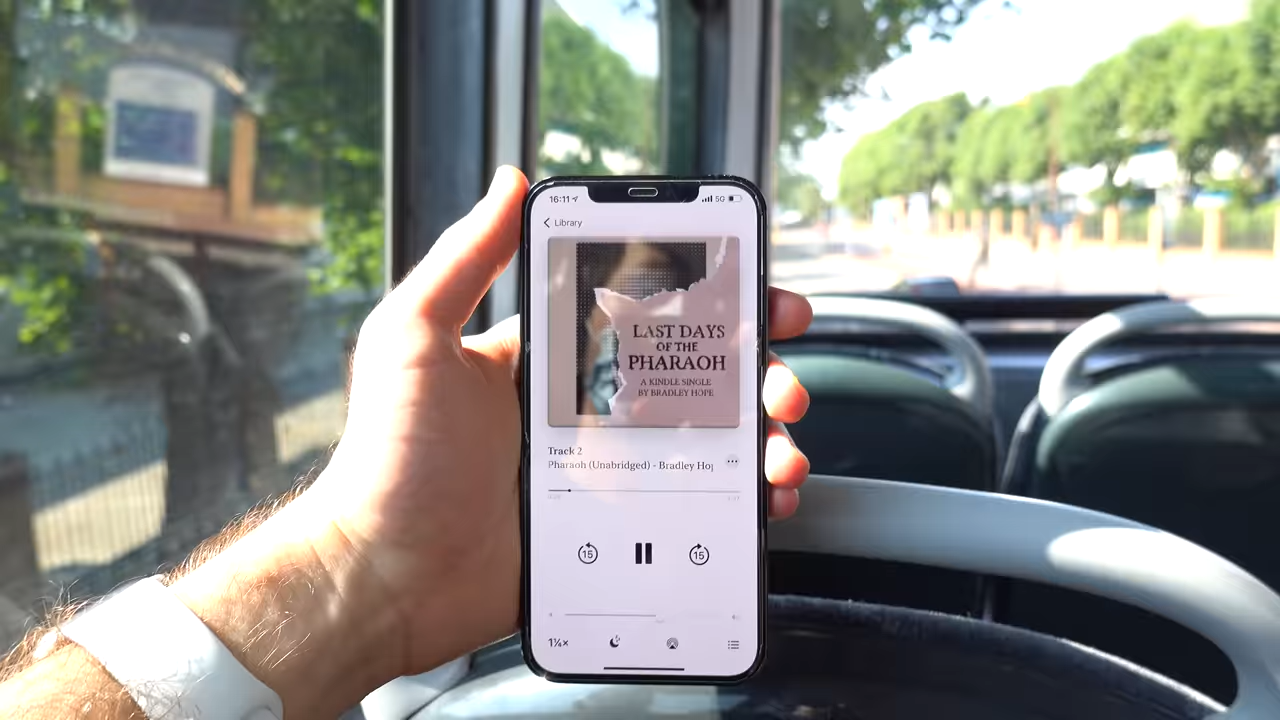 16:11
5G
Library
LAST DAYS
OF THE
PHARAOH
A KINDLE SINGLE
BY BRADLEY HOPE
Track 2
Pharaoh (Unabridged) - Bradley Ho
15
15
1¼×